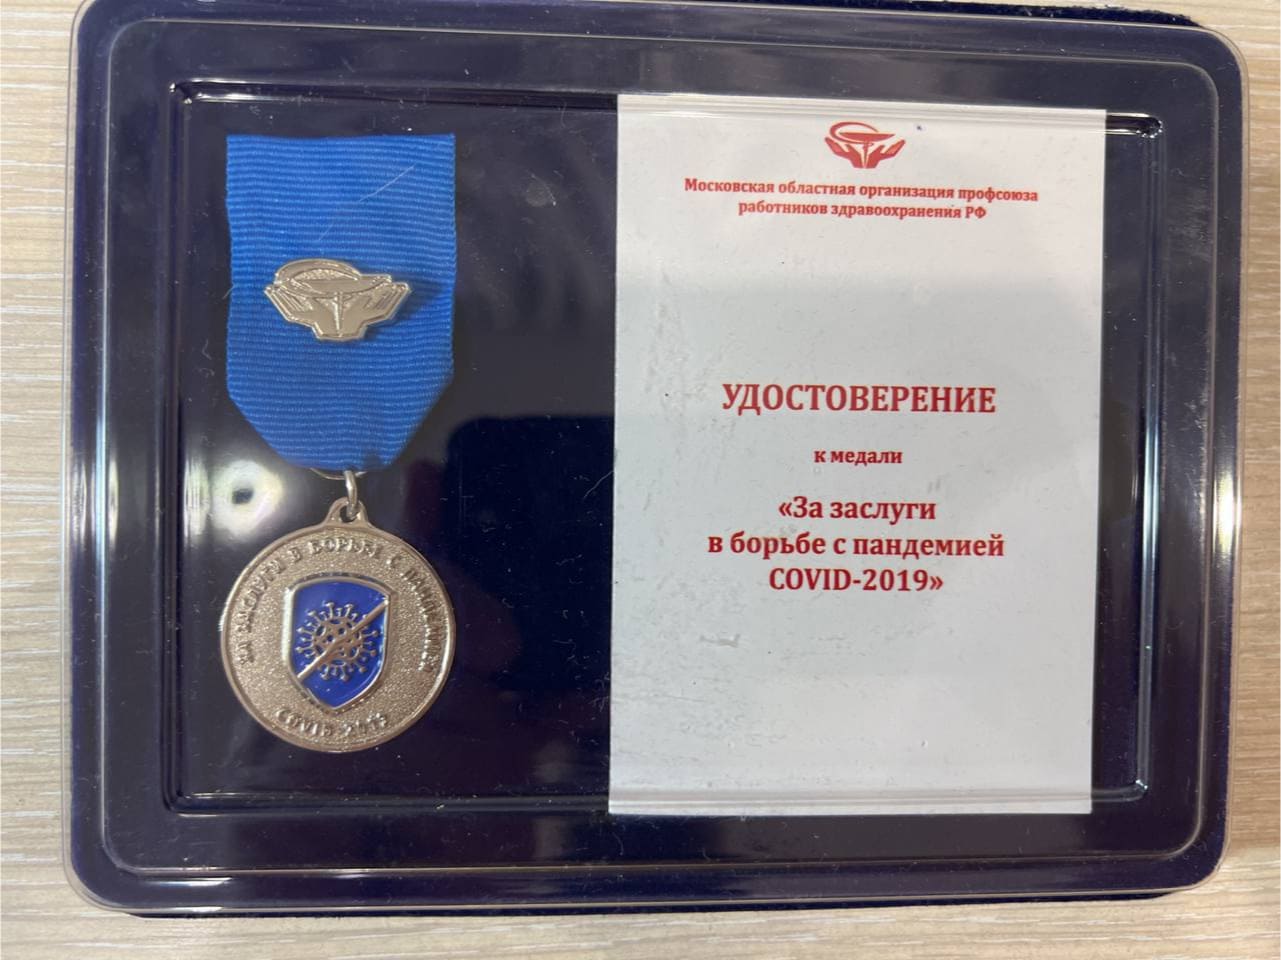 ЗА ЗАСЛУГИ В БОРЬБЕ С ПАНДЕМИЕЙ
COVID-2019
Московская областная организация профсоюза
работников здравоохранения РФ
УДОСТОВЕРЕНИЕ
к медали
«За заслуги
в борьбе с пандемией
COVID-2019»